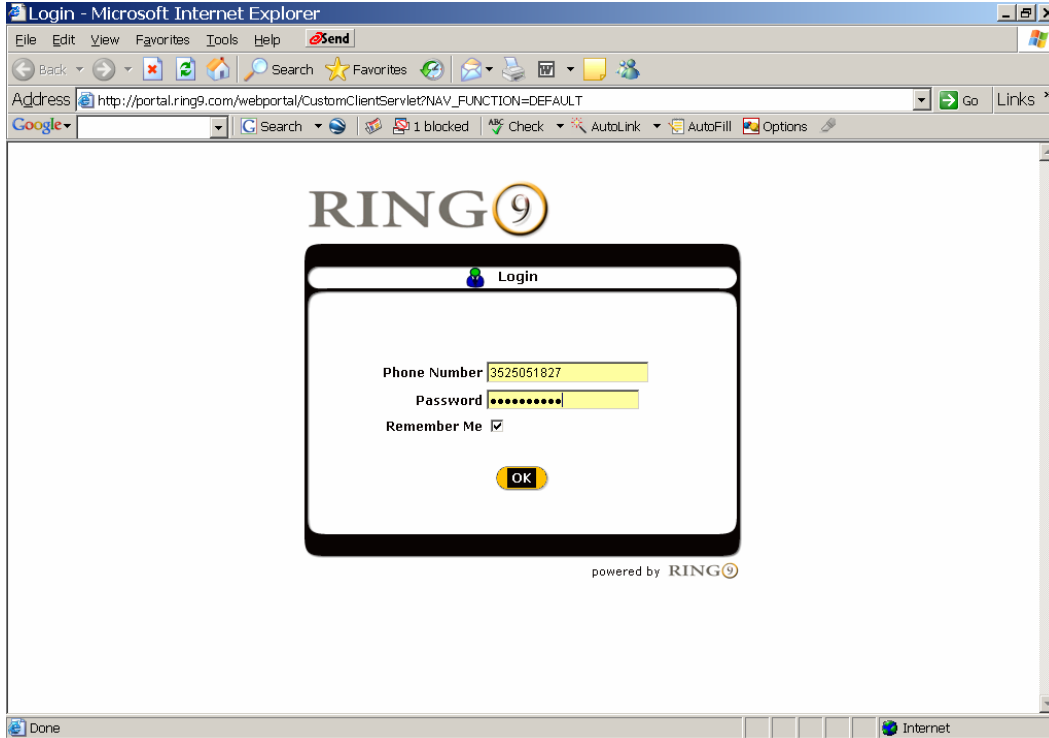 Login - Microsoft Internet Explorer
File Edit View Favorites Tools Help Send
Back Search Favorites
Address http://portal.ring9.com/webportal/CustomClientServlet?NAV_FUNCTION=DEFAULT Go Links »
Google Search 1 blocked ABC Check AutoLink AutoFill Options
RING9
Login
Phone Number 3525051827
Password ••••••••••
Remember Me
OK
powered by RING9
Done Internet